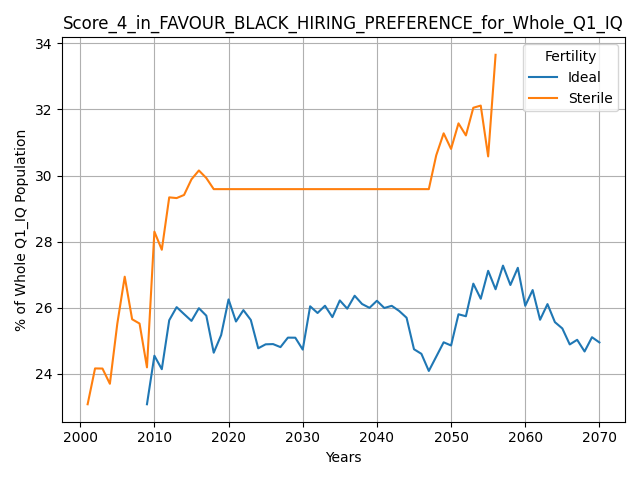 Score_4_in_FAVOUR_BLACK_HIRING_PREFERENCE_for_Whole_Q1_IQ
34
32
30
28
26
24
% of Whole Q1_IQ Population
Fertility
Ideal
Sterile
2000 2010 2020 2030 2040 2050 2060 2070
Years